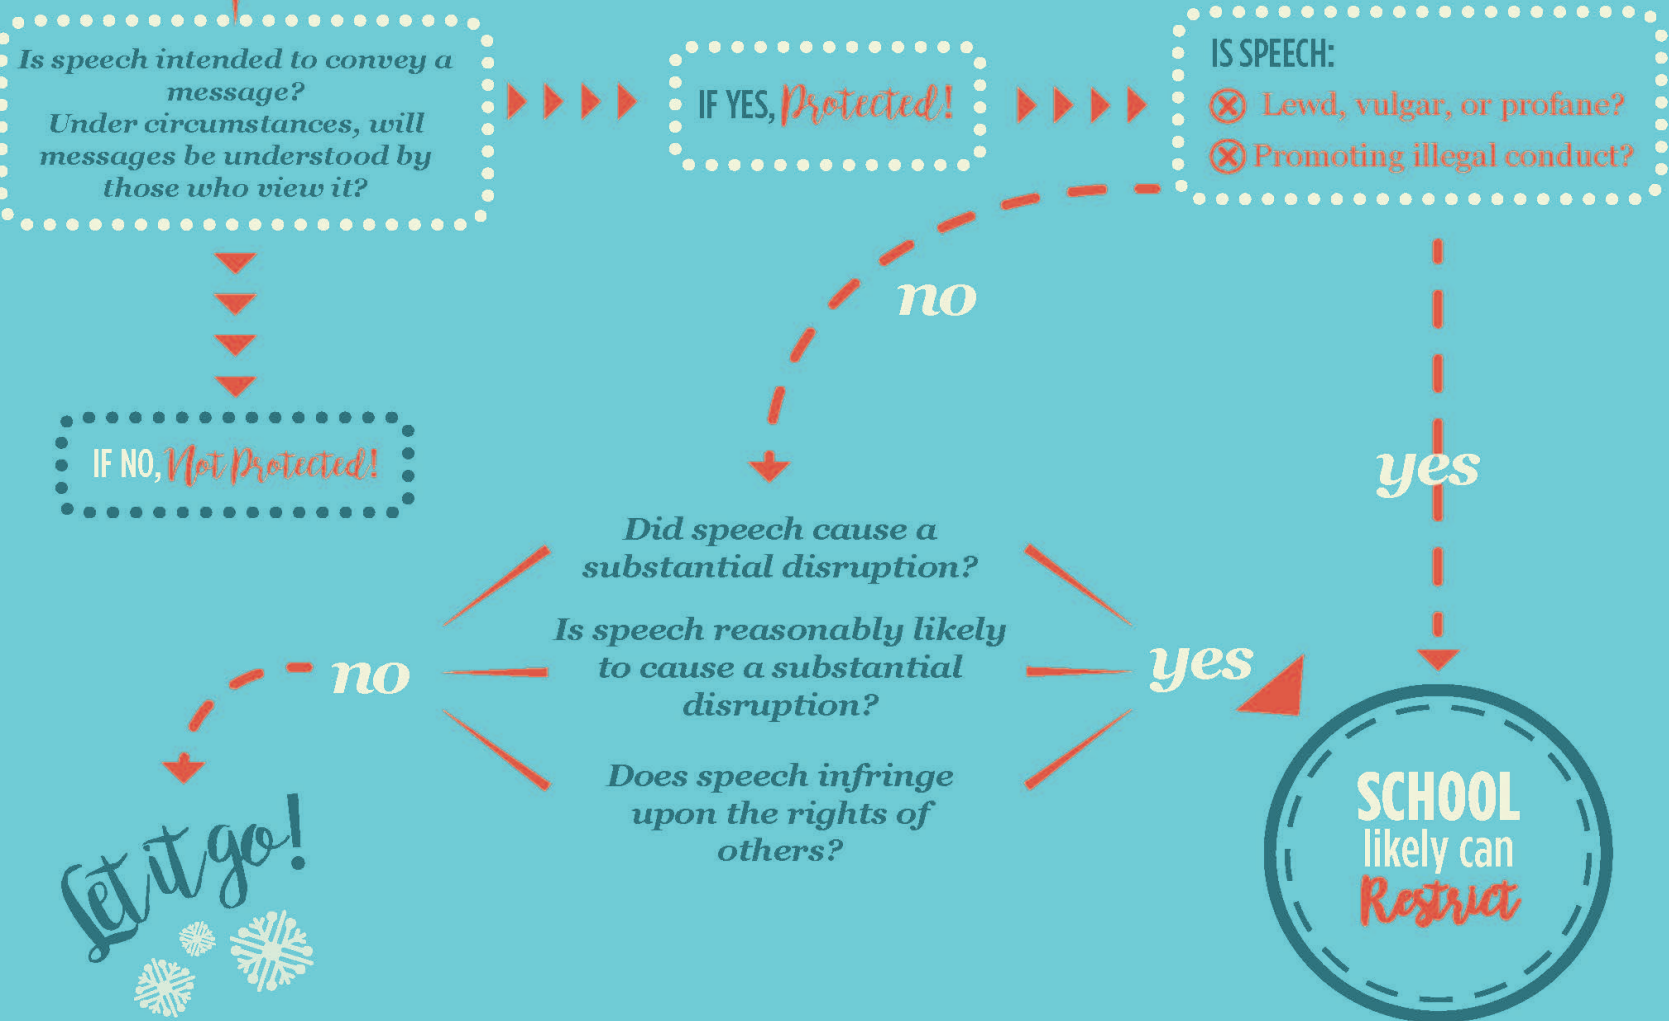 Is speech intended to convey a
message?
Under circumstances, will
messages be understood by
those who view it?
IF YES, Protected!
IS SPEECH:
Lewd, vulgar, or profane?
Promoting illegal conduct?
no
yes
IF NO, Not Protected!
Did speech cause a
substantial disruption?
Is speech reasonably likely
to cause a substantial
disruption?
Does speech infringe
upon the rights of
others?
no
yes
Let it go!
SCHOOL
likely can
Restrict